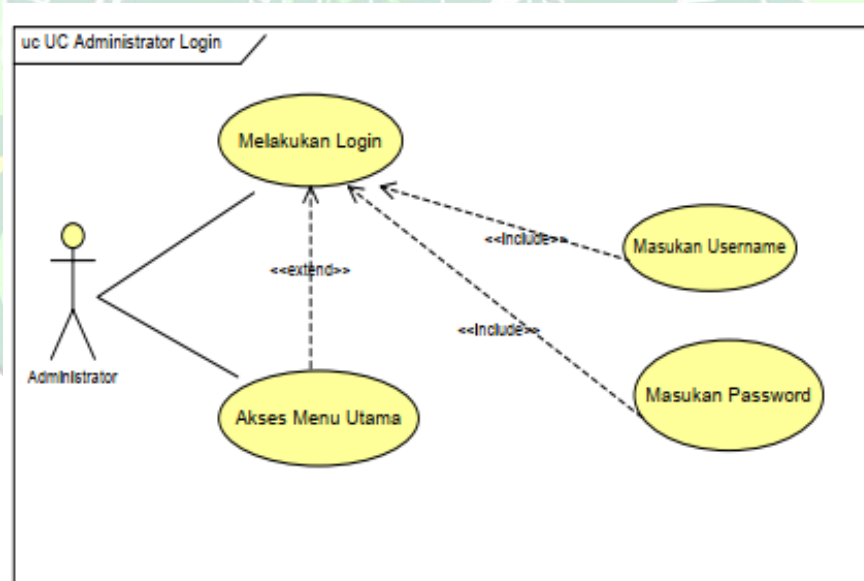 uc UC Administrator Login
Melakukan Login
<<include>>
Masukan Username
<<extend>>
<<include>>
Administrator
Akses Menu Utama
Masukan Password